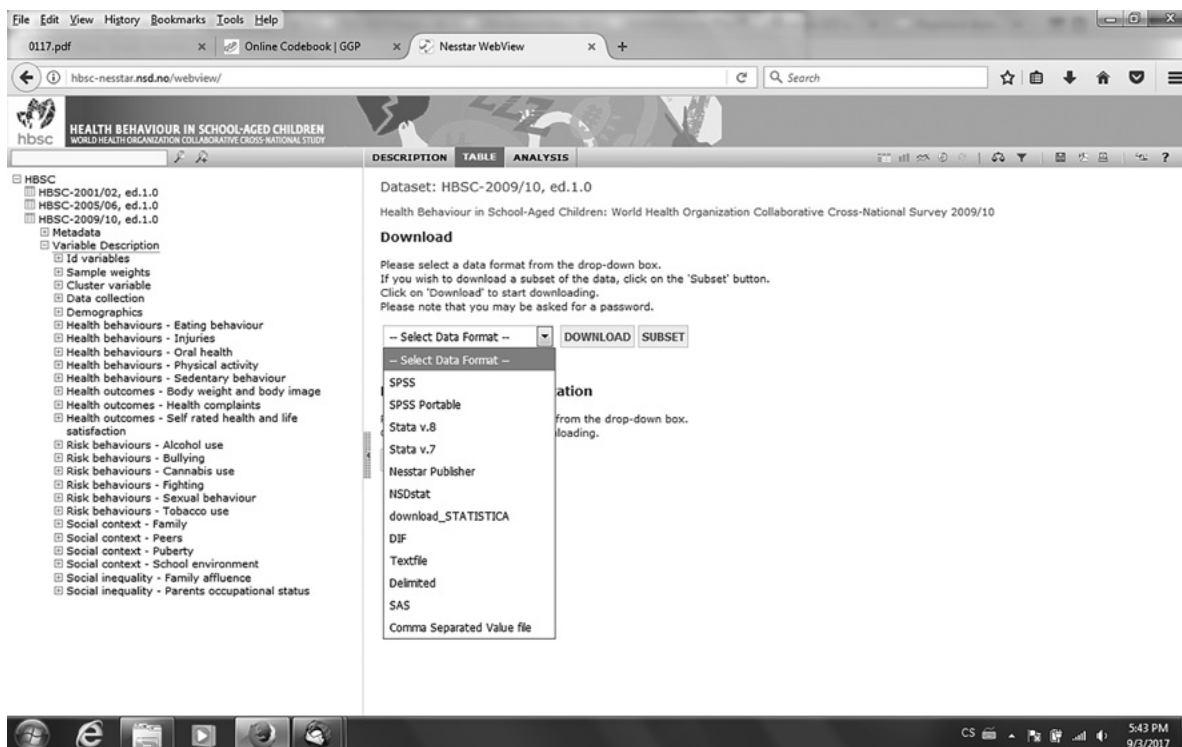 File Edit View History Bookmarks Tools Help
0117.pdf
Online Codebook | GGP
Nesstar WebView
hbsc-nesstar.nsd.no/webview/
Search
hbsc
HEALTH BEHAVIOUR IN SCHOOL-AGED CHILDREN
WORLD HEALTH ORGANIZATION COLLABORATIVE CROSS-NATIONAL STUDY
DESCRIPTION TABLE ANALYSIS
HBSC
HBSC-2001/02, ed.1.0
HBSC-2005/06, ed.1.0
HBSC-2009/10, ed.1.0
Metadata
Variable Description
Id variables
Sample weights
Cluster variable
Data collection
Demographics
Health behaviours - Eating behaviour
Health behaviours - Injuries
Health behaviours - Oral health
Health behaviours - Physical activity
Health behaviours - Sedentary behaviour
Health outcomes - Body weight and body image
Health outcomes - Health complaints
Health outcomes - Self rated health and life
satisfaction
Risk behaviours - Alcohol use
Risk behaviours - Bullying
Risk behaviours - Cannabis use
Risk behaviours - Fighting
Risk behaviours - Sexual behaviour
Risk behaviours - Tobacco use
Social context - Family
Social context - Peers
Social context - Puberty
Social context - School environment
Social inequality - Family affluence
Social inequality - Parents occupational status
Dataset: HBSC-2009/10, ed.1.0
Health Behaviour in School-Aged Children: World Health Organization Collaborative Cross-National Survey 2009/10
Download
Please select a data format from the drop-down box.
If you wish to download a subset of the data, click on the 'Subset' button.
Click on 'Download' to start downloading.
Please note that you may be asked for a password.
-- Select Data Format -- DOWNLOAD SUBSET
-- Select Data Format --
SPSS
SPSS Portable
Stata v.8
Stata v.7
Nesstar Publisher
NSDstat
download_STATISTICA
DIF
Textfile
Delimited
SAS
Comma Separated Value file
ation
from the drop-down box.
loading.
CS
5:43 PM
9/3/2017